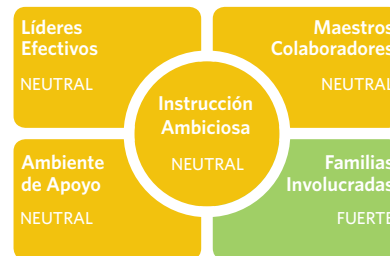 Líderes
Efectivos
NEUTRAL
Maestros
Colaboradores
NEUTRAL
Instrucción
Ambiciosa
NEUTRAL
Ambiente
de Apoyo
NEUTRAL
Familias
Involucradas
FUERTE